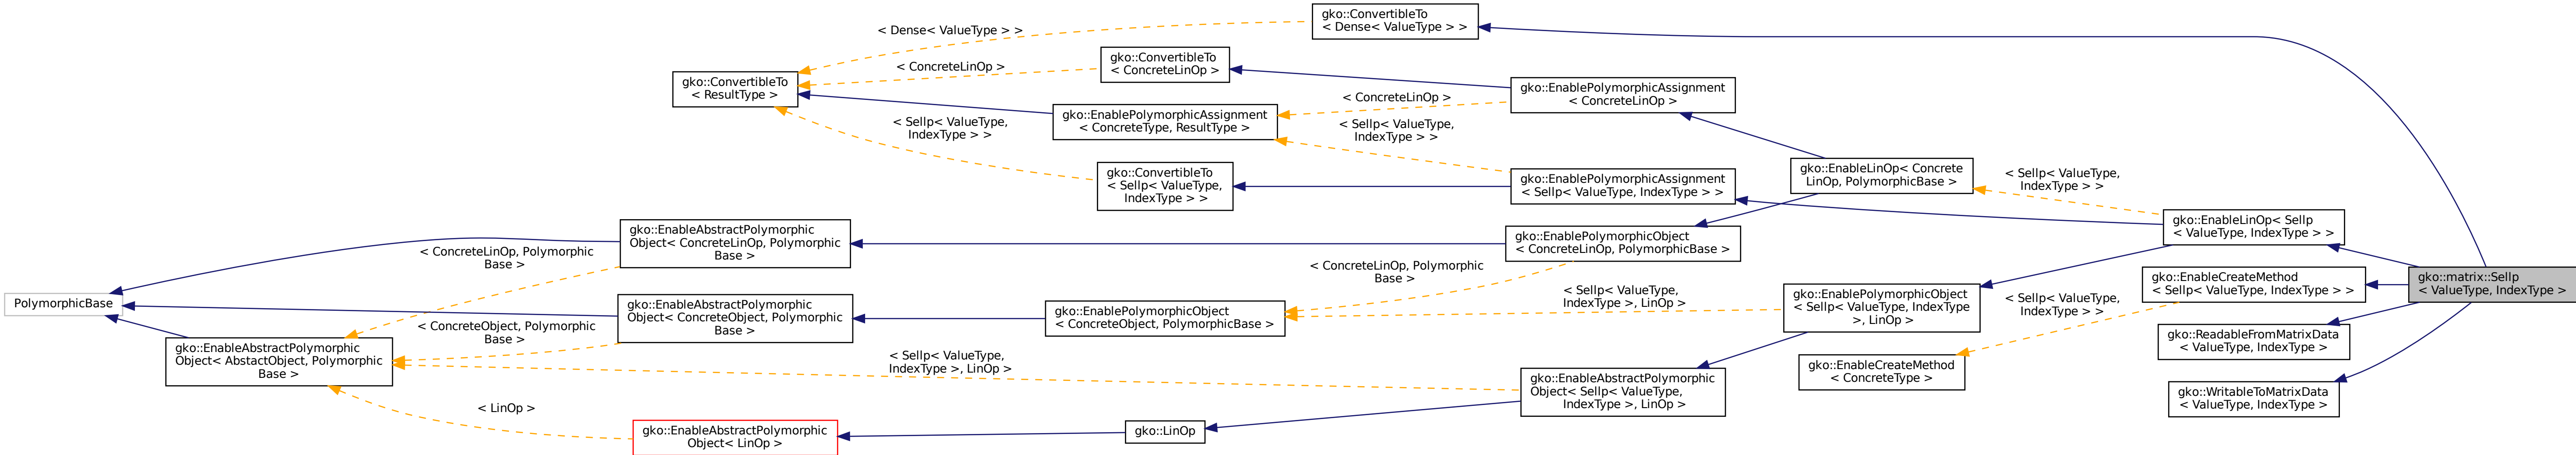 gko::ConvertibleTo
< Dense< ValueType > >
< Dense< ValueType > >
gko::ConvertibleTo
< ConcreteLinOp >
< ConcreteLinOp >
gko::ConvertibleTo
< ResultType >
gko::EnablePolymorphicAssignment
< ConcreteLinOp >
< ConcreteLinOp >
gko::EnablePolymorphicAssignment
< ConcreteType, ResultType >
< Sellp< ValueType,
IndexType > >
< Sellp< ValueType,
IndexType > >
gko::ConvertibleTo
< Sellp< ValueType,
IndexType > >
gko::EnablePolymorphicAssignment
< Sellp< ValueType, IndexType > >
gko::EnableLinOp< Concrete
LinOp, PolymorphicBase >
< Sellp< ValueType,
IndexType > >
gko::EnableLinOp< Sellp
< ValueType, IndexType > >
gko::EnableAbstractPolymorphic
Object< ConcreteLinOp, Polymorphic
Base >
gko::EnablePolymorphicObject
< ConcreteLinOp, PolymorphicBase >
< ConcreteLinOp, Polymorphic
Base >
< ConcreteLinOp, Polymorphic
Base >
gko::EnableCreateMethod
< Sellp< ValueType, IndexType > >
gko::matrix::Sellp
< ValueType, IndexType >
PolymorphicBase
gko::EnableAbstractPolymorphic
Object< ConcreteObject, Polymorphic
Base >
gko::EnablePolymorphicObject
< ConcreteObject, PolymorphicBase >
< Sellp< ValueType,
IndexType >, LinOp >
gko::EnablePolymorphicObject
< Sellp< ValueType, IndexType
>, LinOp >
< Sellp< ValueType,
IndexType > >
< ConcreteObject, Polymorphic
Base >
gko::ReadableFromMatrixData
< ValueType, IndexType >
gko::EnableAbstractPolymorphic
Object< AbstactObject, Polymorphic
Base >
< Sellp< ValueType,
IndexType >, LinOp >
gko::EnableCreateMethod
< ConcreteType >
gko::EnableAbstractPolymorphic
Object< Sellp< ValueType,
IndexType >, LinOp >
gko::WritableToMatrixData
< ValueType, IndexType >
< LinOp >
gko::EnableAbstractPolymorphic
Object< LinOp >
gko::LinOp